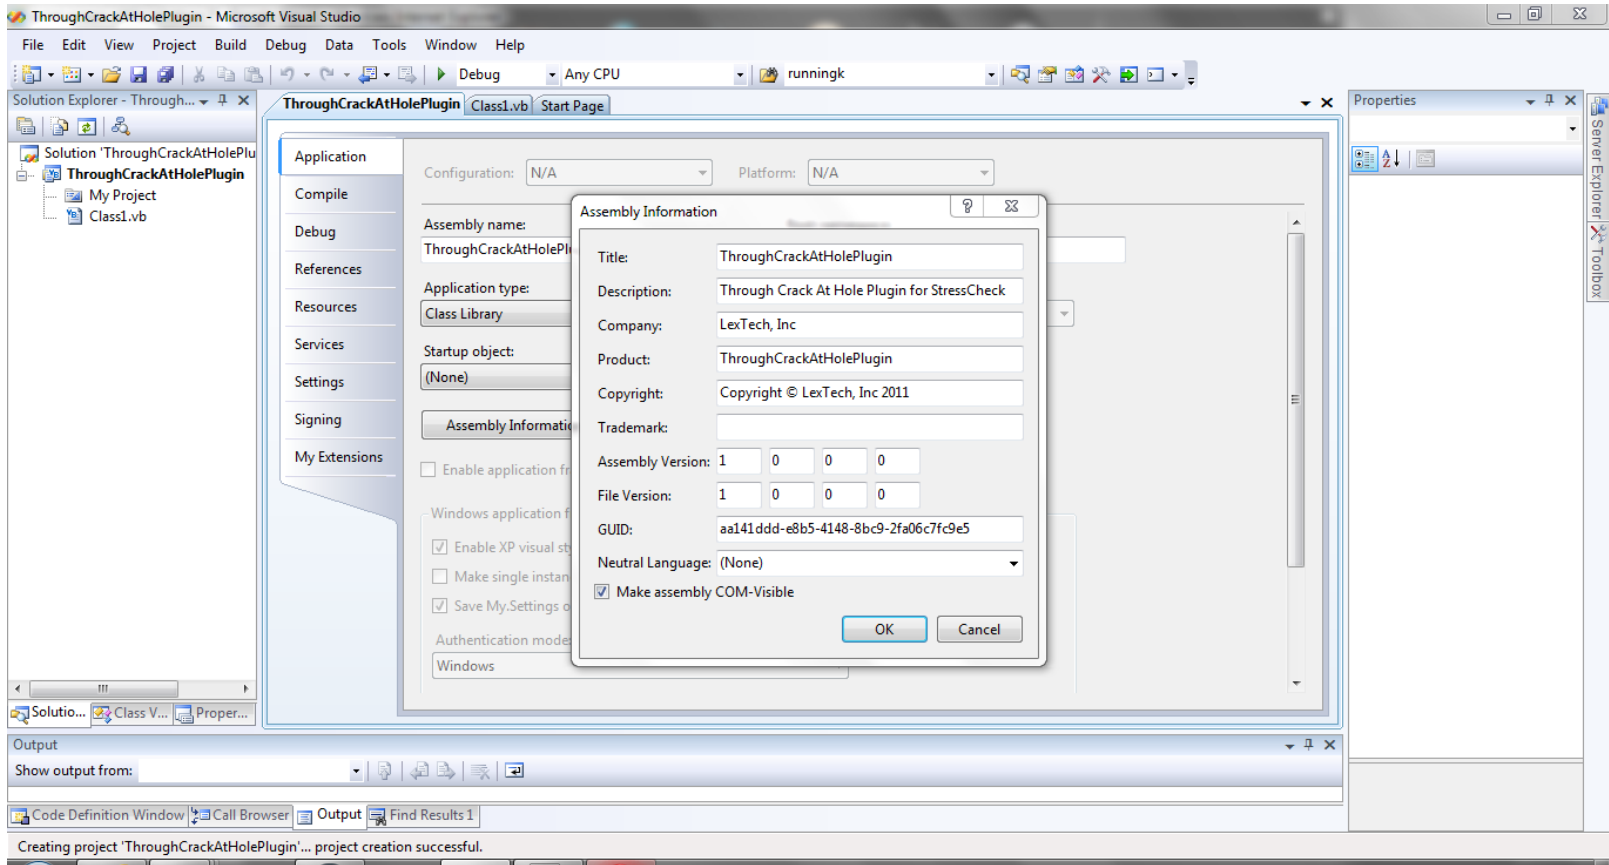 ThroughCrackAtHolePlugin - Microsoft Visual Studio
File Edit View Project Build Debug Data Tools Window Help
Debug Any CPU runningk
Solution Explorer - Through...
ThroughCrackAtHolePlugin Class1.vb Start Page
Properties
Solution 'ThroughCrackAtHolePlu
ThroughCrackAtHolePlugin
My Project
Class1.vb
Application
Compile
Debug
References
Resources
Services
Settings
Signing
My Extensions
Configuration: N/A Platform: N/A
Assembly name:
ThroughCrackAtHolePl
Application type:
Class Library
Startup object:
(None)
Assembly Informatio
Enable application fr
Windows application f
Enable XP visual st
Make single instan
Save My.Settings o
Authentication mode:
Windows
Assembly Information
Title: ThroughCrackAtHolePlugin
Description: Through Crack At Hole Plugin for StressCheck
Company: LexTech, Inc
Product: ThroughCrackAtHolePlugin
Copyright: Copyright © LexTech, Inc 2011
Trademark:
Assembly Version: 1 0 0 0
File Version: 1 0 0 0
GUID: aa141ddd-e8b5-4148-8bc9-2fa06c7fc9e5
Neutral Language: (None)
Make assembly COM-Visible
OK Cancel
Server Explorer
Toolbox
Solutio... Class V... Proper...
Output
Show output from:
Code Definition Window Call Browser Output Find Results 1
Creating project 'ThroughCrackAtHolePlugin'... project creation successful.